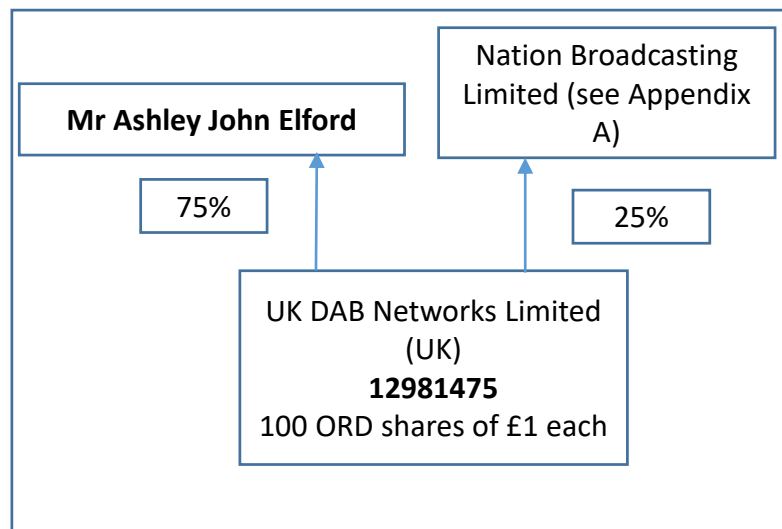 Nation Broadcasting
Limited (see Appendix
A)
Mr Ashley John Elford
75%
25%
UK DAB Networks Limited
(UK)
12981475
100 ORD shares of £1 each